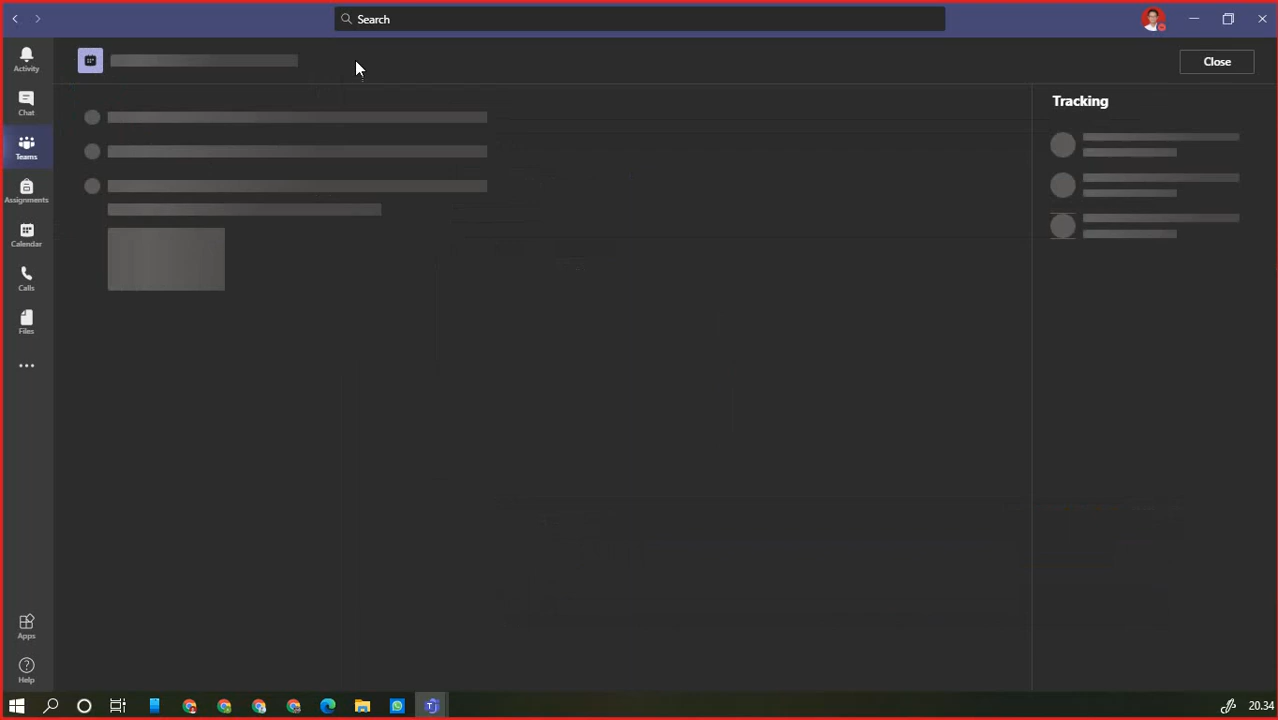 Search
Activity
Chat
Teams
Assignments
Calendar
Calls
Files
Apps
Help
Close
Tracking
20.34